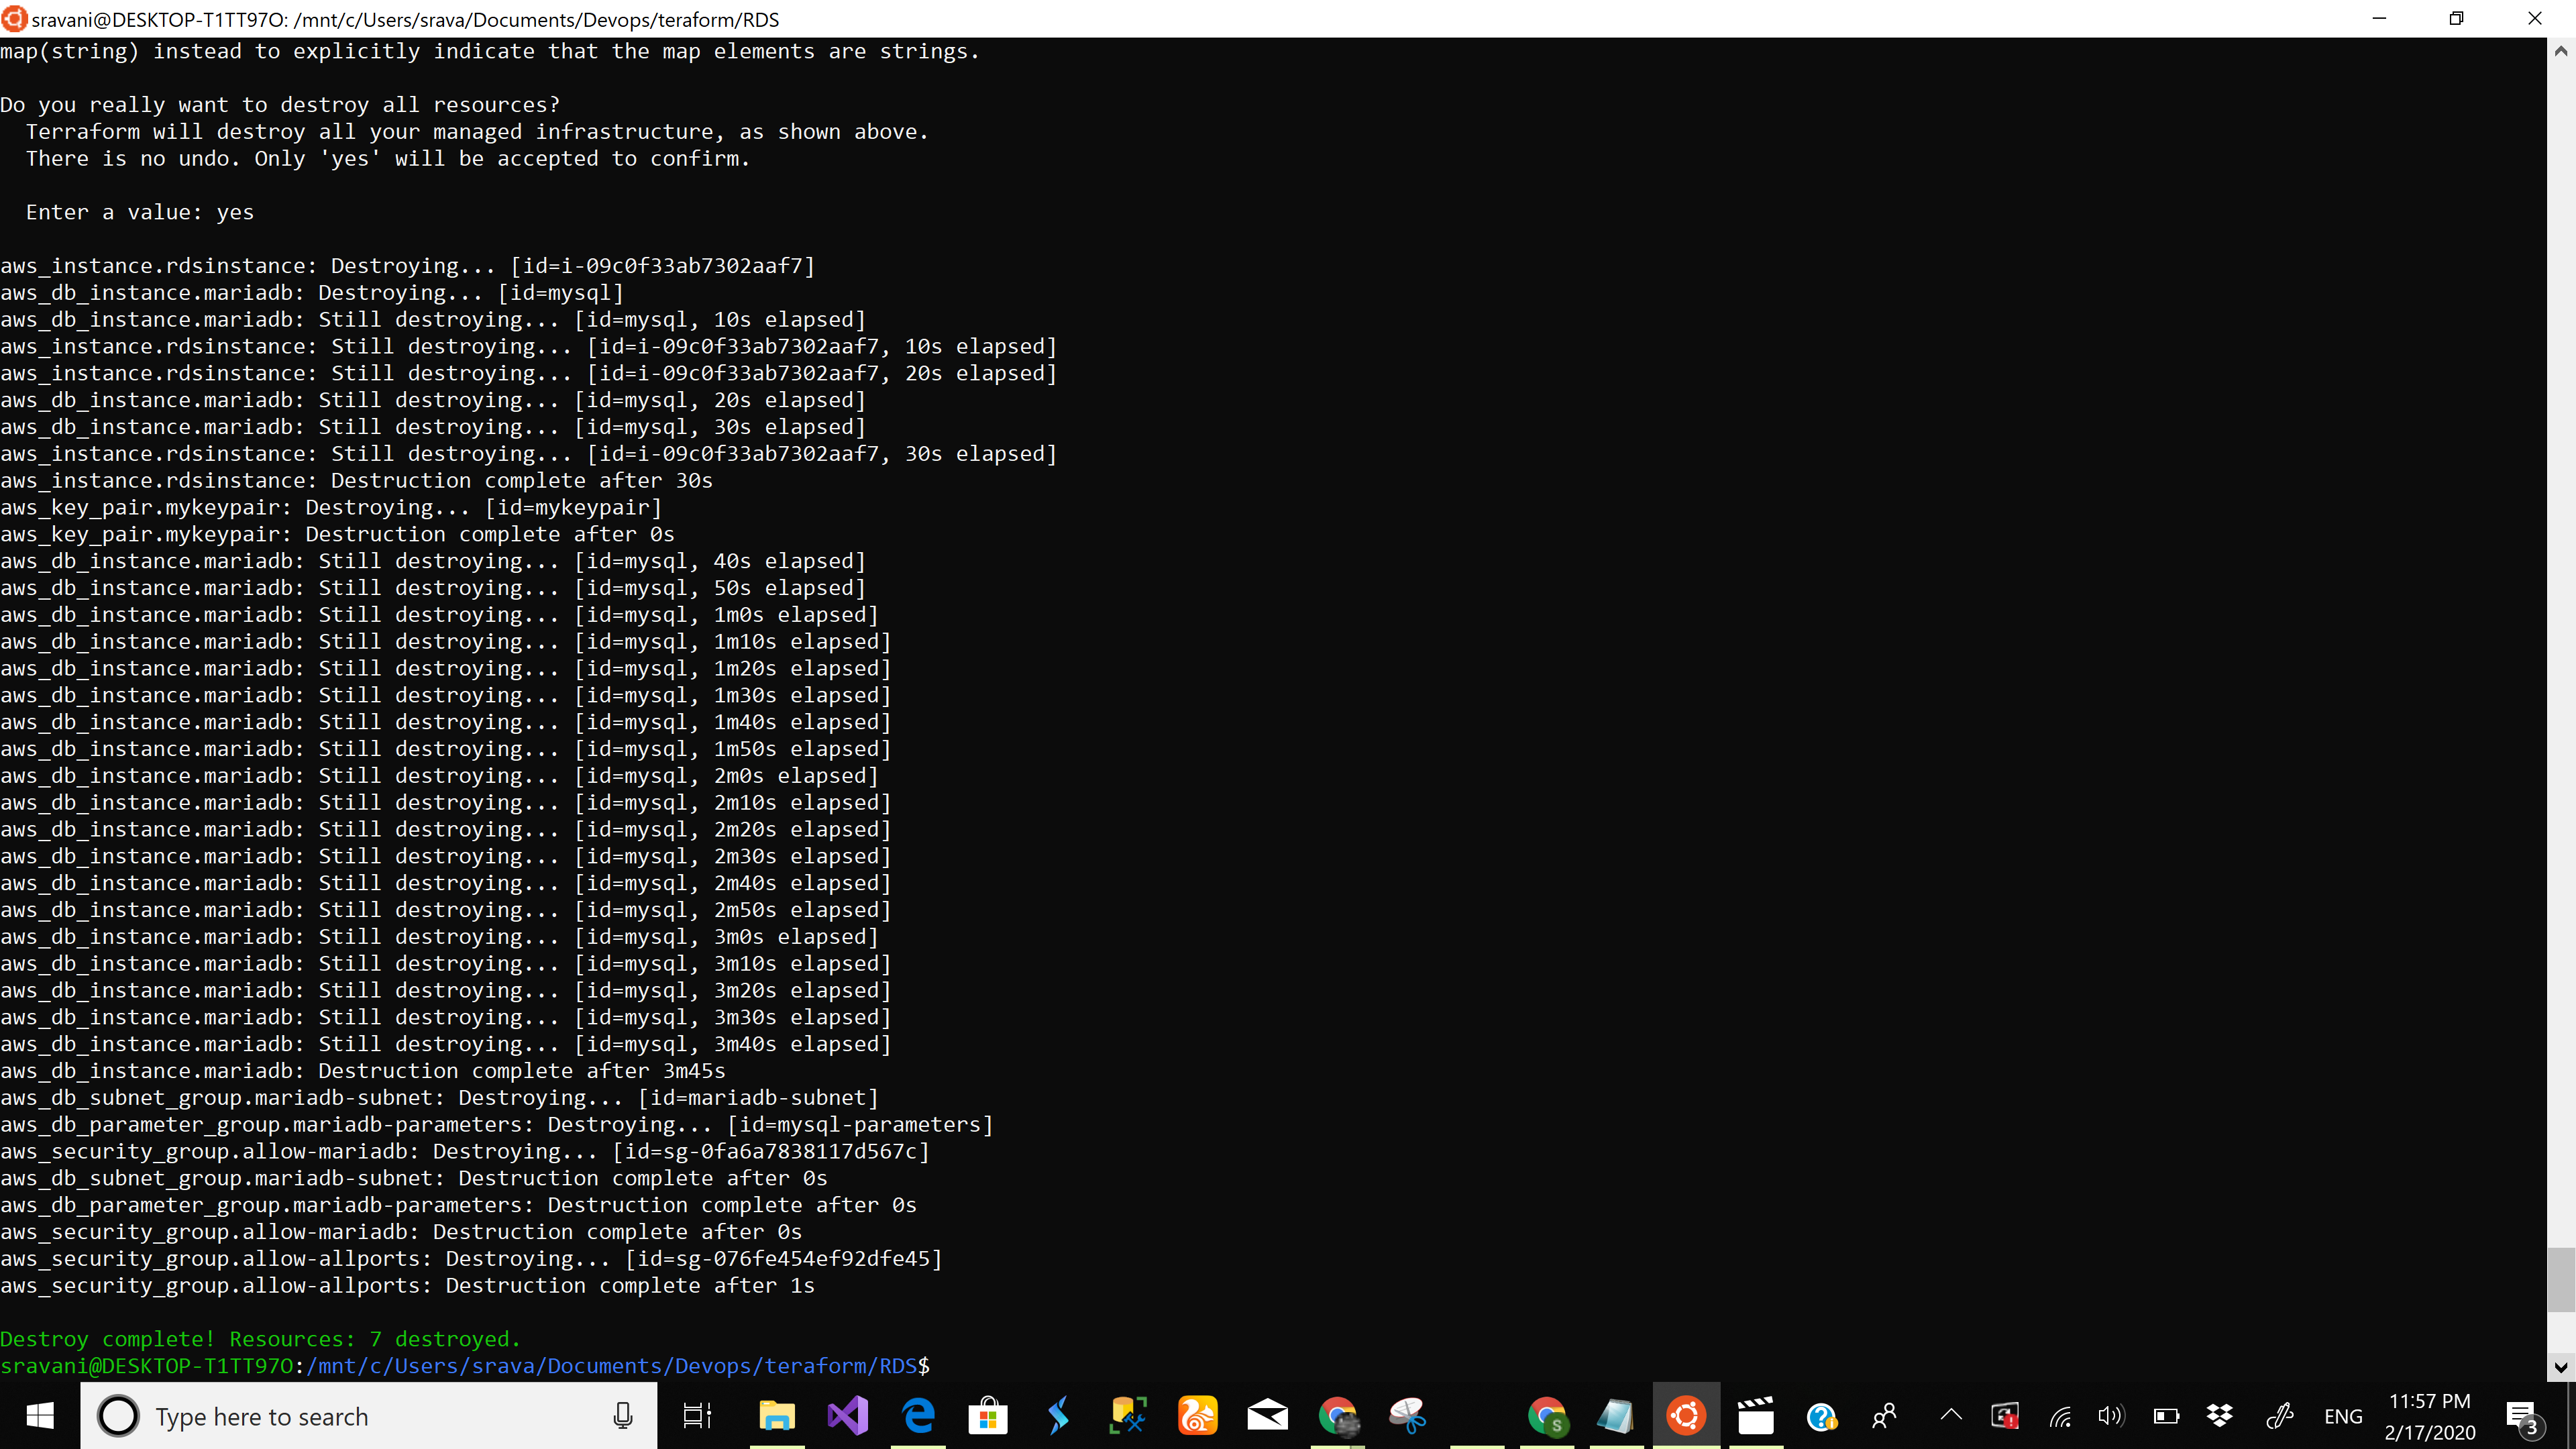 sravani@DESKTOP-T1TT97O: /mnt/c/Users/srava/Documents/Devops/teraform/RDS
map(string) instead to explicitly indicate that the map elements are strings.
Do you really want to destroy all resources?
Terraform will destroy all your managed infrastructure, as shown above.
There is no undo. Only 'yes' will be accepted to confirm.
Enter a value: yes
aws_instance.rdsinstance: Destroying... [id=i-09c0f33ab7302aaf7]
aws_db_instance.mariadb: Destroying... [id=mysql]
aws_db_instance.mariadb: Still destroying... [id=mysql, 10s elapsed]
aws_instance.rdsinstance: Still destroying... [id=i-09c0f33ab7302aaf7, 10s elapsed]
aws_instance.rdsinstance: Still destroying... [id=i-09c0f33ab7302aaf7, 20s elapsed]
aws_db_instance.mariadb: Still destroying... [id=mysql, 20s elapsed]
aws_db_instance.mariadb: Still destroying... [id=mysql, 30s elapsed]
aws_instance.rdsinstance: Still destroying... [id=i-09c0f33ab7302aaf7, 30s elapsed]
aws_instance.rdsinstance: Destruction complete after 30s
aws_key_pair.mykeypair: Destroying... [id=mykeypair]
aws_key_pair.mykeypair: Destruction complete after 0s
aws_db_instance.mariadb: Still destroying... [id=mysql, 40s elapsed]
aws_db_instance.mariadb: Still destroying... [id=mysql, 50s elapsed]
aws_db_instance.mariadb: Still destroying... [id=mysql, 1m0s elapsed]
aws_db_instance.mariadb: Still destroying... [id=mysql, 1m10s elapsed]
aws_db_instance.mariadb: Still destroying... [id=mysql, 1m20s elapsed]
aws_db_instance.mariadb: Still destroying... [id=mysql, 1m30s elapsed]
aws_db_instance.mariadb: Still destroying... [id=mysql, 1m40s elapsed]
aws_db_instance.mariadb: Still destroying... [id=mysql, 1m50s elapsed]
aws_db_instance.mariadb: Still destroying... [id=mysql, 2m0s elapsed]
aws_db_instance.mariadb: Still destroying... [id=mysql, 2m10s elapsed]
aws_db_instance.mariadb: Still destroying... [id=mysql, 2m20s elapsed]
aws_db_instance.mariadb: Still destroying... [id=mysql, 2m30s elapsed]
aws_db_instance.mariadb: Still destroying... [id=mysql, 2m40s elapsed]
aws_db_instance.mariadb: Still destroying... [id=mysql, 2m50s elapsed]
aws_db_instance.mariadb: Still destroying... [id=mysql, 3m0s elapsed]
aws_db_instance.mariadb: Still destroying... [id=mysql, 3m10s elapsed]
aws_db_instance.mariadb: Still destroying... [id=mysql, 3m20s elapsed]
aws_db_instance.mariadb: Still destroying... [id=mysql, 3m30s elapsed]
aws_db_instance.mariadb: Still destroying... [id=mysql, 3m40s elapsed]
aws_db_instance.mariadb: Destruction complete after 3m45s
aws_db_subnet_group.mariadb-subnet: Destroying... [id=mariadb-subnet]
aws_db_parameter_group.mariadb-parameters: Destroying... [id=mysql-parameters]
aws_security_group.allow-mariadb: Destroying... [id=sg-0fa6a7838117d567c]
aws_db_subnet_group.mariadb-subnet: Destruction complete after 0s
aws_db_parameter_group.mariadb-parameters: Destruction complete after 0s
aws_security_group.allow-mariadb: Destruction complete after 0s
aws_security_group.allow-allports: Destroying... [id=sg-076fe454ef92dfe45]
aws_security_group.allow-allports: Destruction complete after 1s
Destroy complete! Resources: 7 destroyed.
sravani@DESKTOP-T1TT97O:/mnt/c/Users/srava/Documents/Devops/teraform/RDS$
Type here to search
S
ENG
11:57 PM
2/17/2020
3